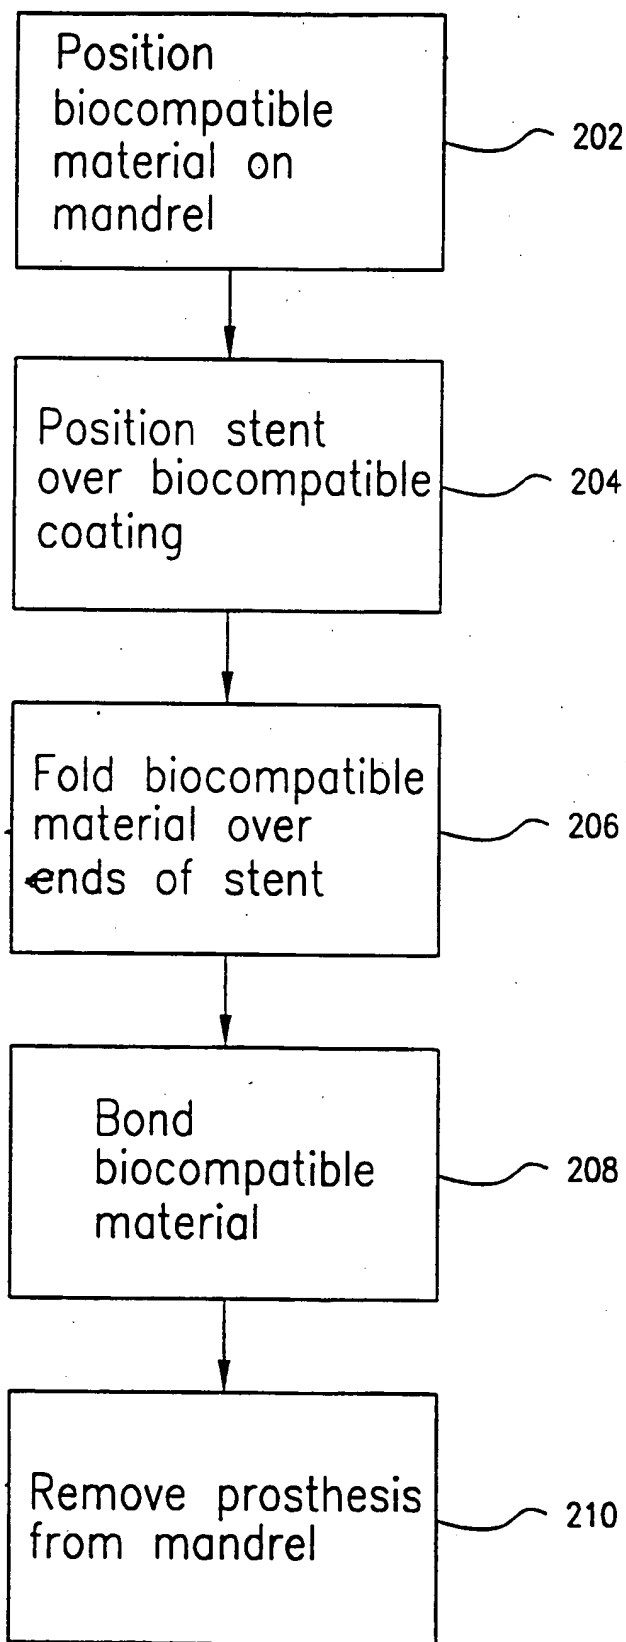 Position
biocompatible
material on
mandrel
202
Position stent
over biocompatible
coating
204
Fold biocompatible
material over
ends of stent
206
Bond
biocompatible
material
208
Remove prosthesis
from mandrel
210